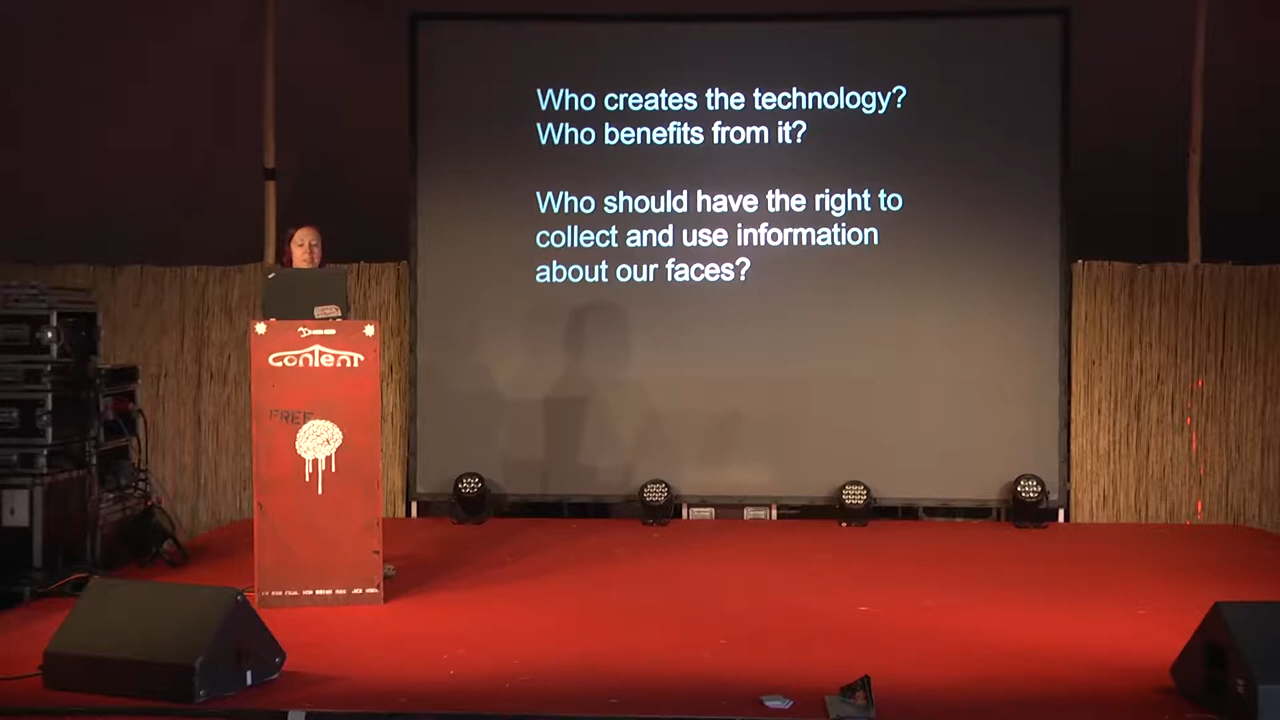 Who creates the technology?
Who benefits from it?
Who should have the right to
collect and use information
about our faces?
content
FREE